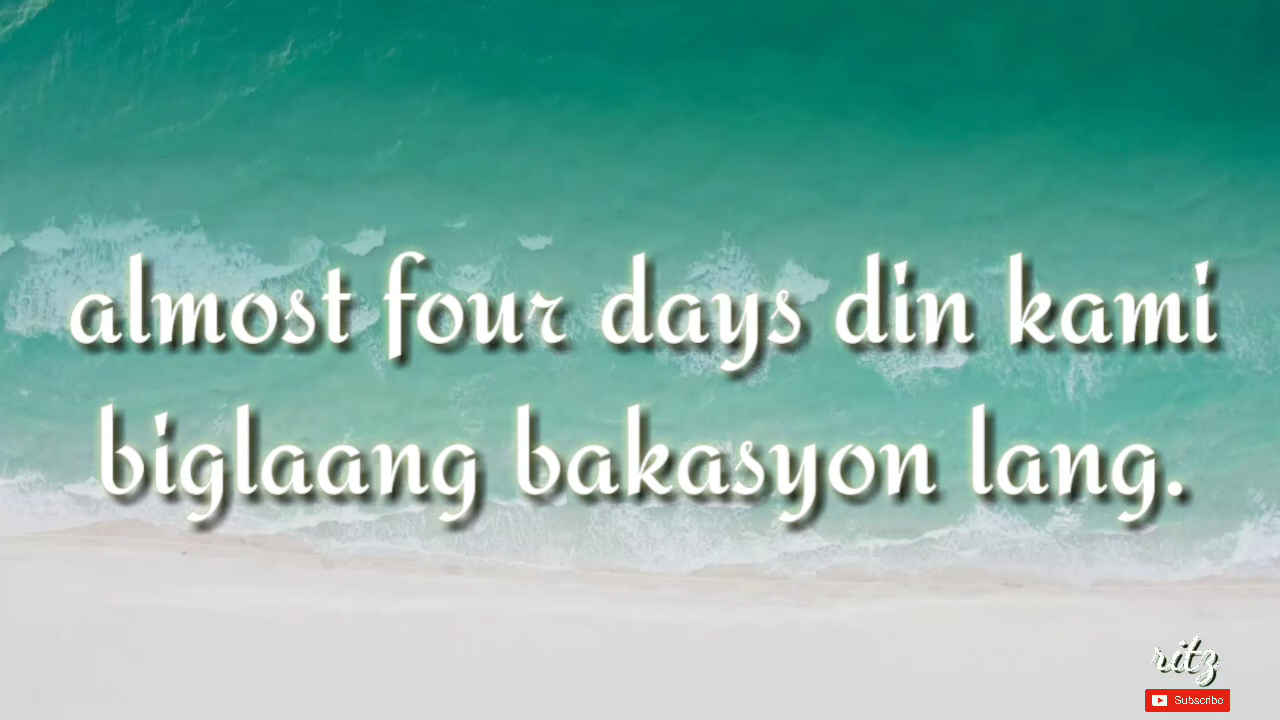 almost four days din kami
biglaang bakasyon lang.
ritz
Subscribe